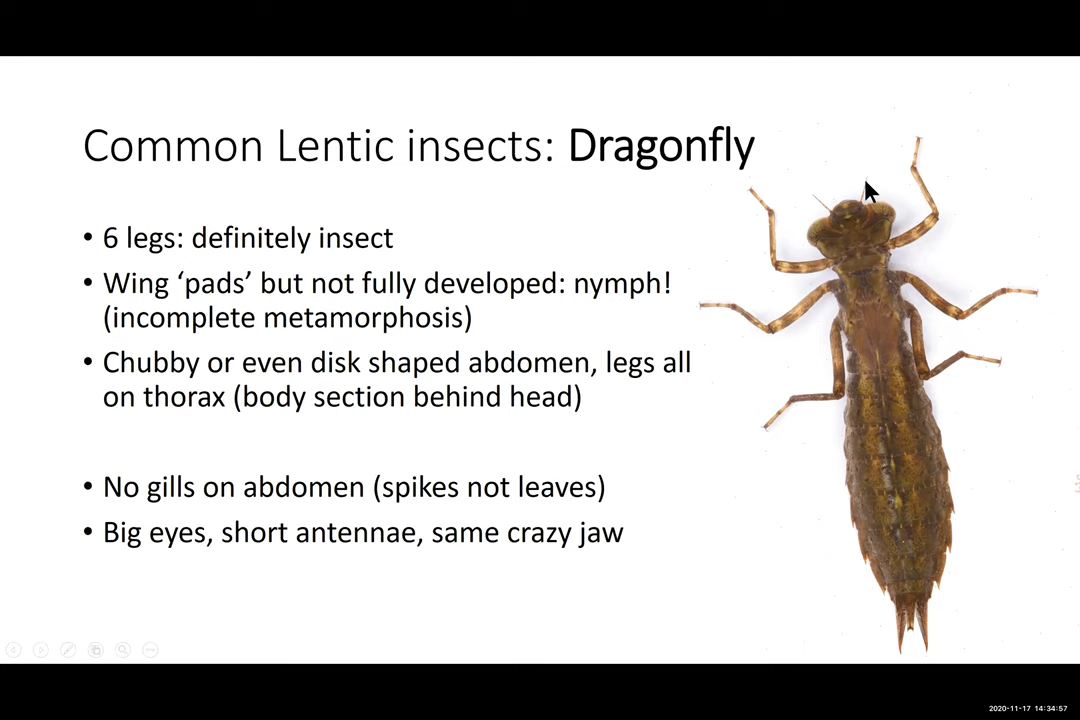 Common Lentic insects: Dragonfly
• 6 legs: definitely insect
• Wing ‘pads’ but not fully developed: nymph!
(incomplete metamorphosis)
• Chubby or even disk shaped abdomen, legs all
on thorax (body section behind head)
• No gills on abdomen (spikes not leaves)
• Big eyes, short antennae, same crazy jaw
2020-11-17 14:34:57